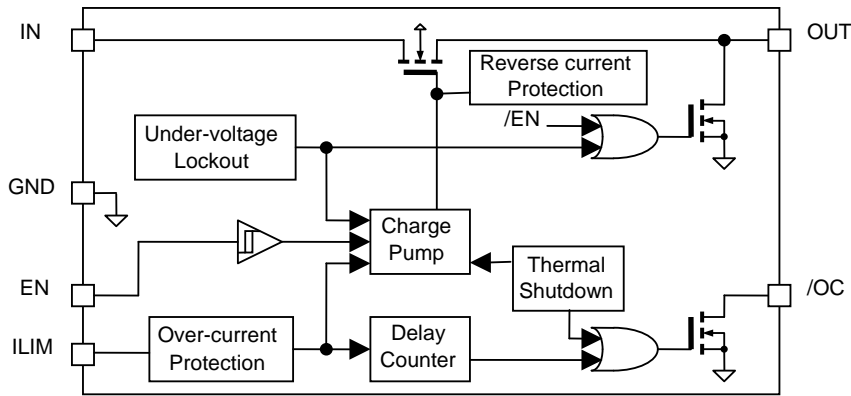 IN
OUT
Reverse current
Protection
/EN
Under-voltage
Lockout
GND
Charge
Pump
Thermal
Shutdown
EN
/OC
ILIM
Over-current
Protection
Delay
Counter